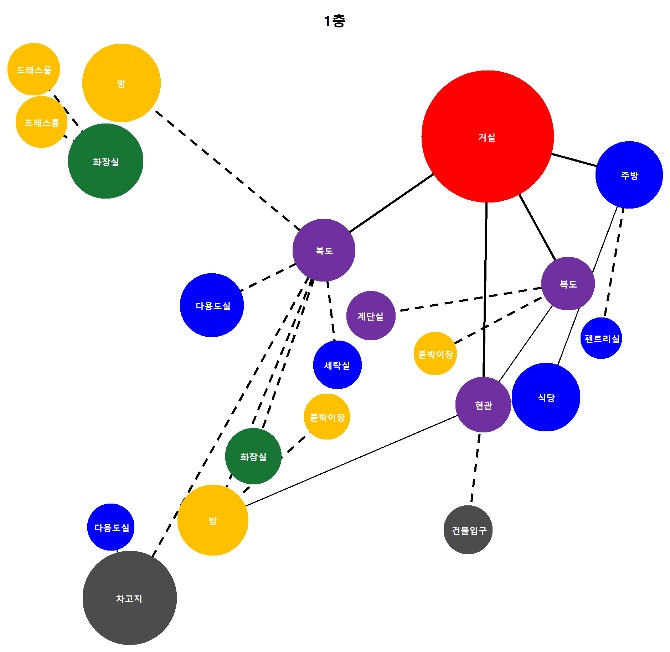 1층
드레스룸
방
드레스룸
화장실
거실
주방
복도
복도
다용도실
계단실
팬트리실
붙박이장
세탁실
식당
현관
붙박이장
화장실
방
다용도실
건물입구
차고지